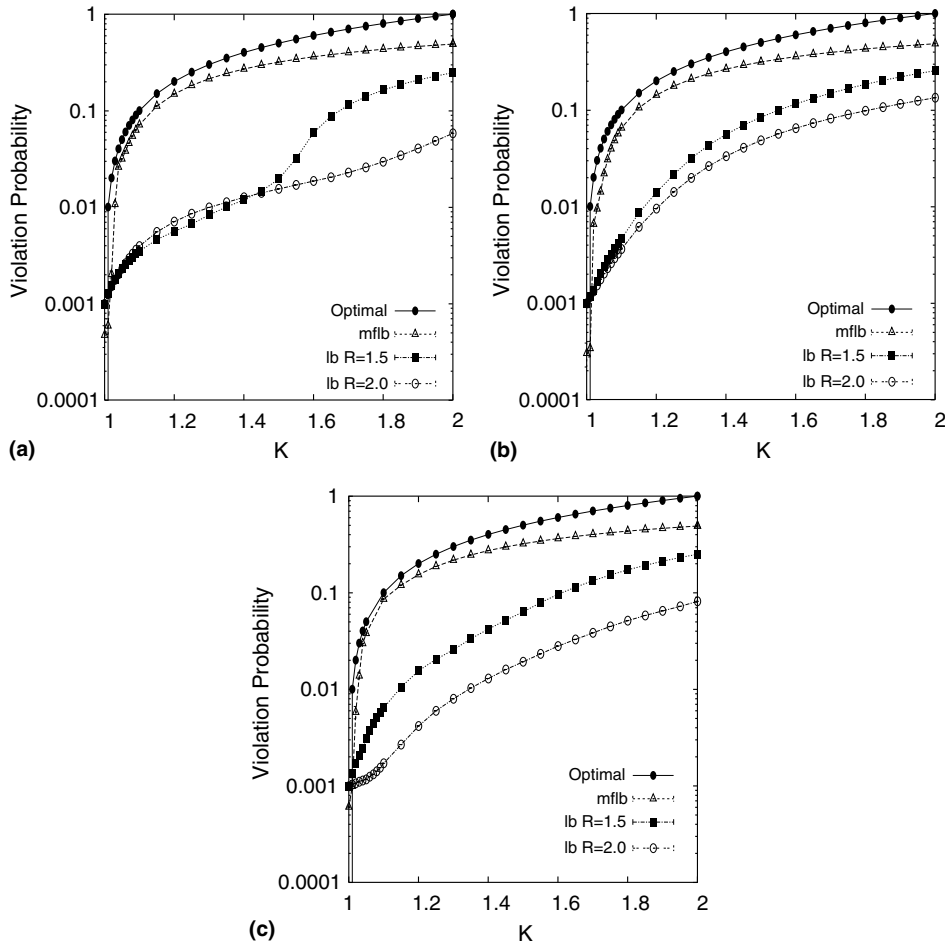 1
0.1
0.01
0.001
0.0001
Violation Probability
Optimal
mflb
lb R=1.5
lb R=2.0
1 1.2 1.4 1.6 1.8 2
K
(a)
1
0.1
0.01
0.001
0.0001
Violation Probability
Optimal
mflb
lb R=1.5
lb R=2.0
1 1.2 1.4 1.6 1.8 2
K
(b)
1
0.1
0.01
0.001
0.0001
Violation Probability
Optimal
mflb
lb R=1.5
lb R=2.0
1 1.2 1.4 1.6 1.8 2
K
(c)